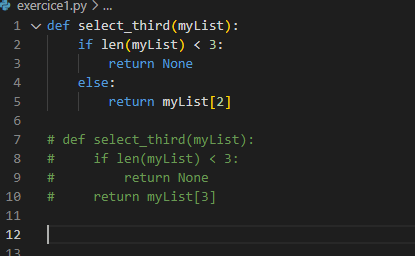 exercice1.py > ...
1 def select_third(myList):
2     if len(myList) < 3:
3         return None
4     else:
5         return myList[2]
6
7 # def select_third(myList):
8 #     if len(myList) < 3:
9 #         return None
10 #     return myList[3]
11
12
13